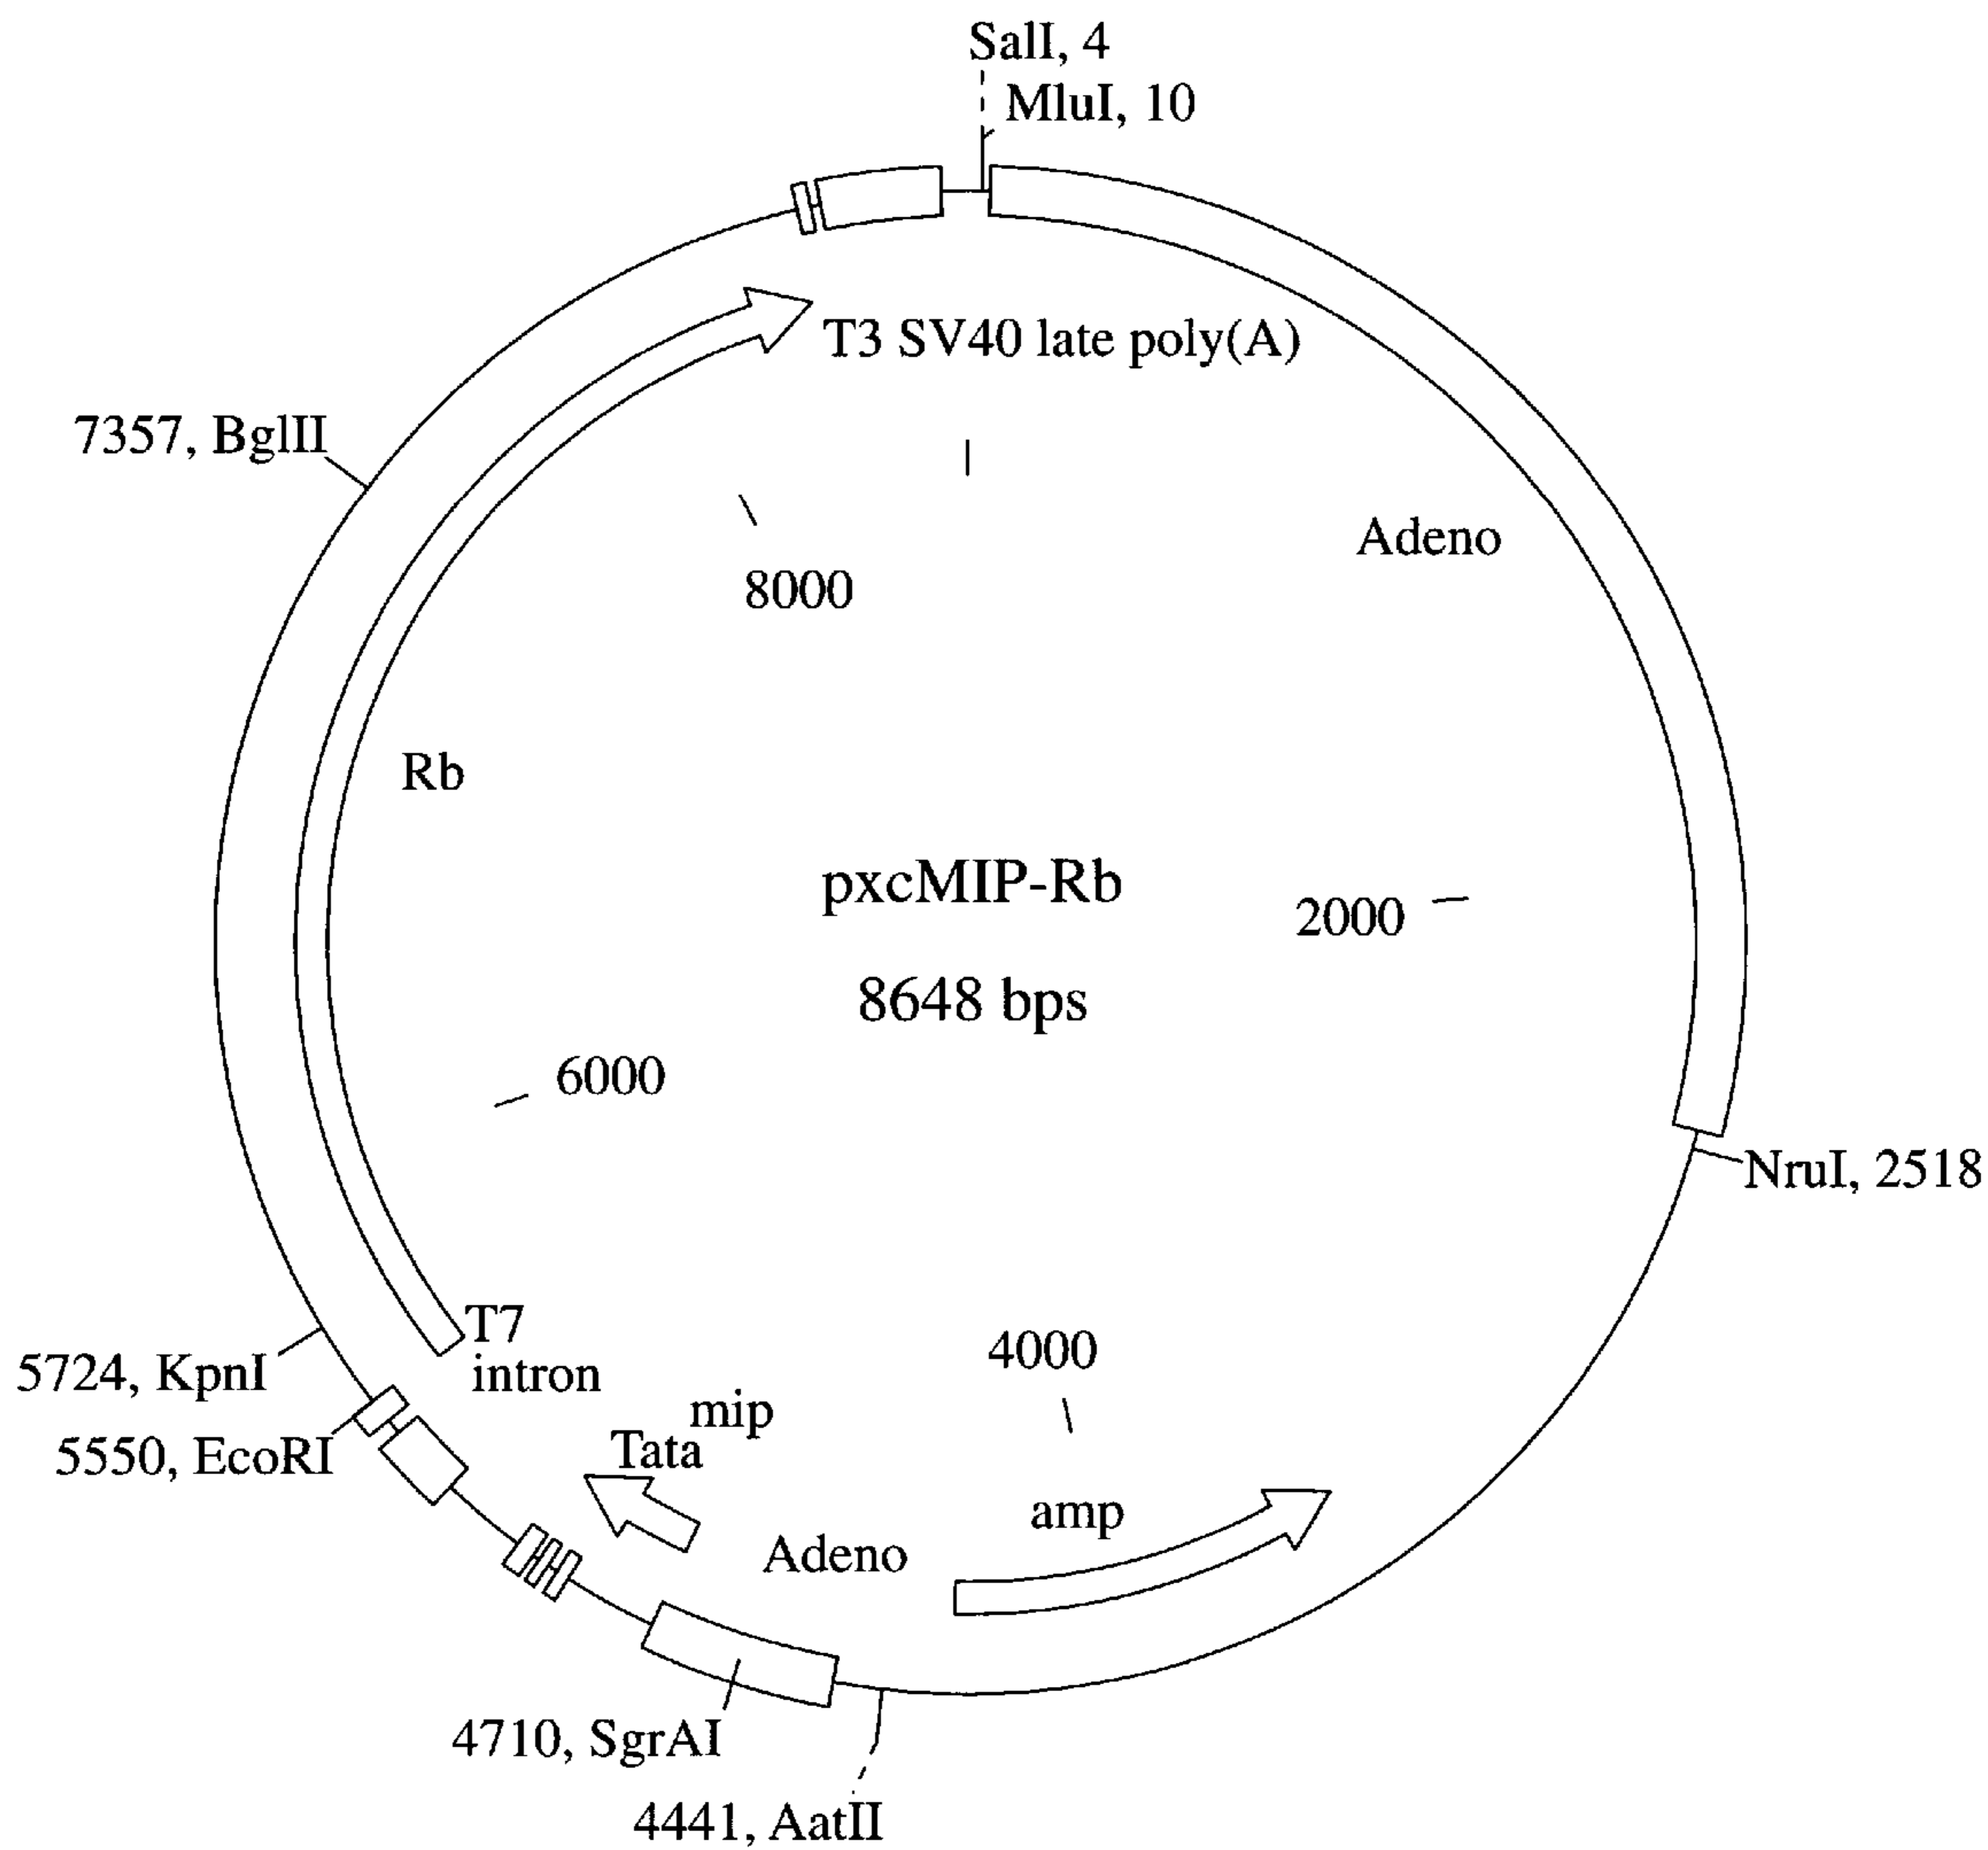 SalI, 4
MluI, 10
T3 SV40 late poly(A)
7357, BglII
Adeno
8000
Rb
pxcMIP-Rb
2000
8648 bps
6000
NruI, 2518
T7
4000
5724, KpnI
intron
mip
Tata
5550, EcoRI
amp
Adeno
4710, SgrAI
4441, AatII